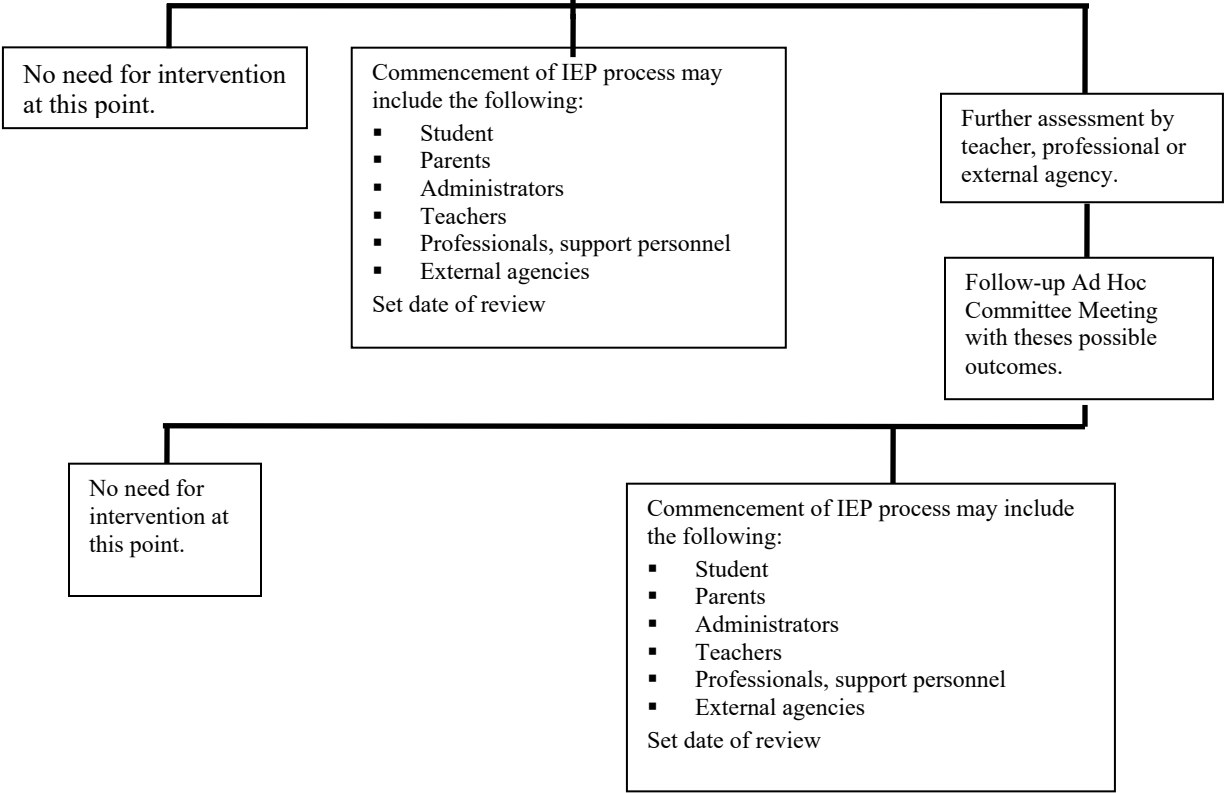 No need for intervention
at this point.
Commencement of IEP process may
include the following:
▪ Student
▪ Parents
▪ Administrators
▪ Teachers
▪ Professionals, support personnel
▪ External agencies
Set date of review
Further assessment by
teacher, professional or
external agency.
Follow-up Ad Hoc
Committee Meeting
with theses possible
outcomes.
No need for
intervention at
this point.
Commencement of IEP process may include
the following:
▪ Student
▪ Parents
▪ Administrators
▪ Teachers
▪ Professionals, support personnel
▪ External agencies
Set date of review